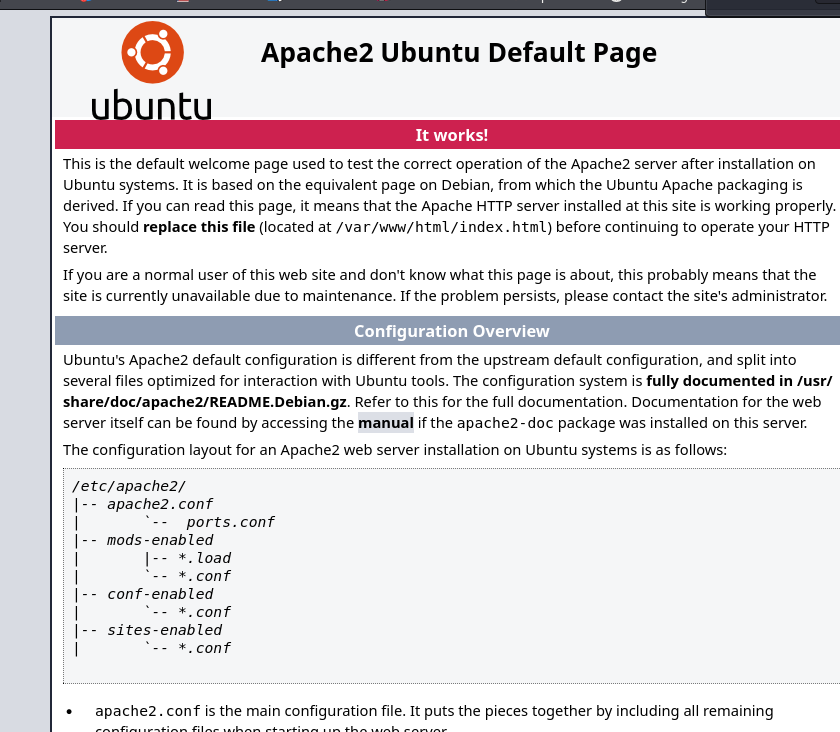 ubuntu
Apache2 Ubuntu Default Page
It works!
This is the default welcome page used to test the correct operation of the Apache2 server after installation on
Ubuntu systems. It is based on the equivalent page on Debian, from which the Ubuntu Apache packaging is
derived. If you can read this page, it means that the Apache HTTP server installed at this site is working properly.
You should replace this file (located at /var/www/html/index.html) before continuing to operate your HTTP
server.
If you are a normal user of this web site and don't know what this page is about, this probably means that the
site is currently unavailable due to maintenance. If the problem persists, please contact the site's administrator.
Configuration Overview
Ubuntu's Apache2 default configuration is different from the upstream default configuration, and split into
several files optimized for interaction with Ubuntu tools. The configuration system is fully documented in /usr/
share/doc/apache2/README.Debian.gz. Refer to this for the full documentation. Documentation for the web
server itself can be found by accessing the manual if the apache2-doc package was installed on this server.
The configuration layout for an Apache2 web server installation on Ubuntu systems is as follows:
/etc/apache2/
|-- apache2.conf
|       `--  ports.conf
|-- mods-enabled
|       |-- *.load
|       `-- *.conf
|-- conf-enabled
|       `-- *.conf
|-- sites-enabled
|       `-- *.conf
• apache2.conf is the main configuration file. It puts the pieces together by including all remaining
configuration files when starting up the web server.